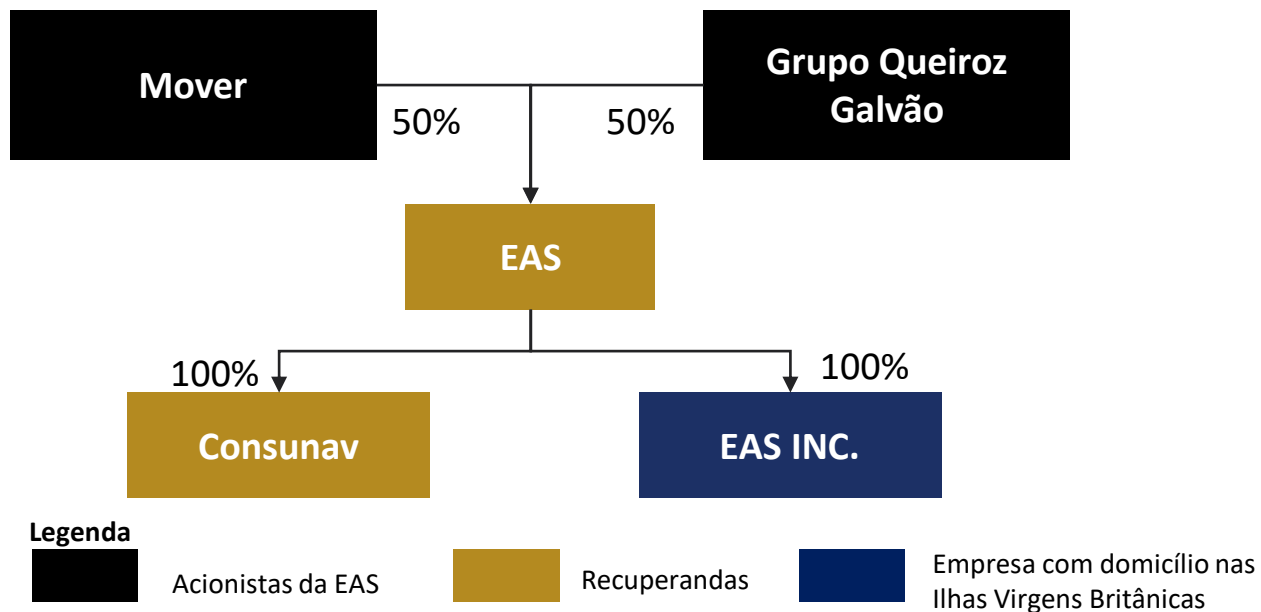 Mover
Grupo Queiroz
Galvão
50%
50%
EAS
100%
100%
Consunav
EAS INC.
Legenda
Acionistas da EAS
Recuperandas
Empresa com domicílio nas
Ilhas Virgens Britânicas